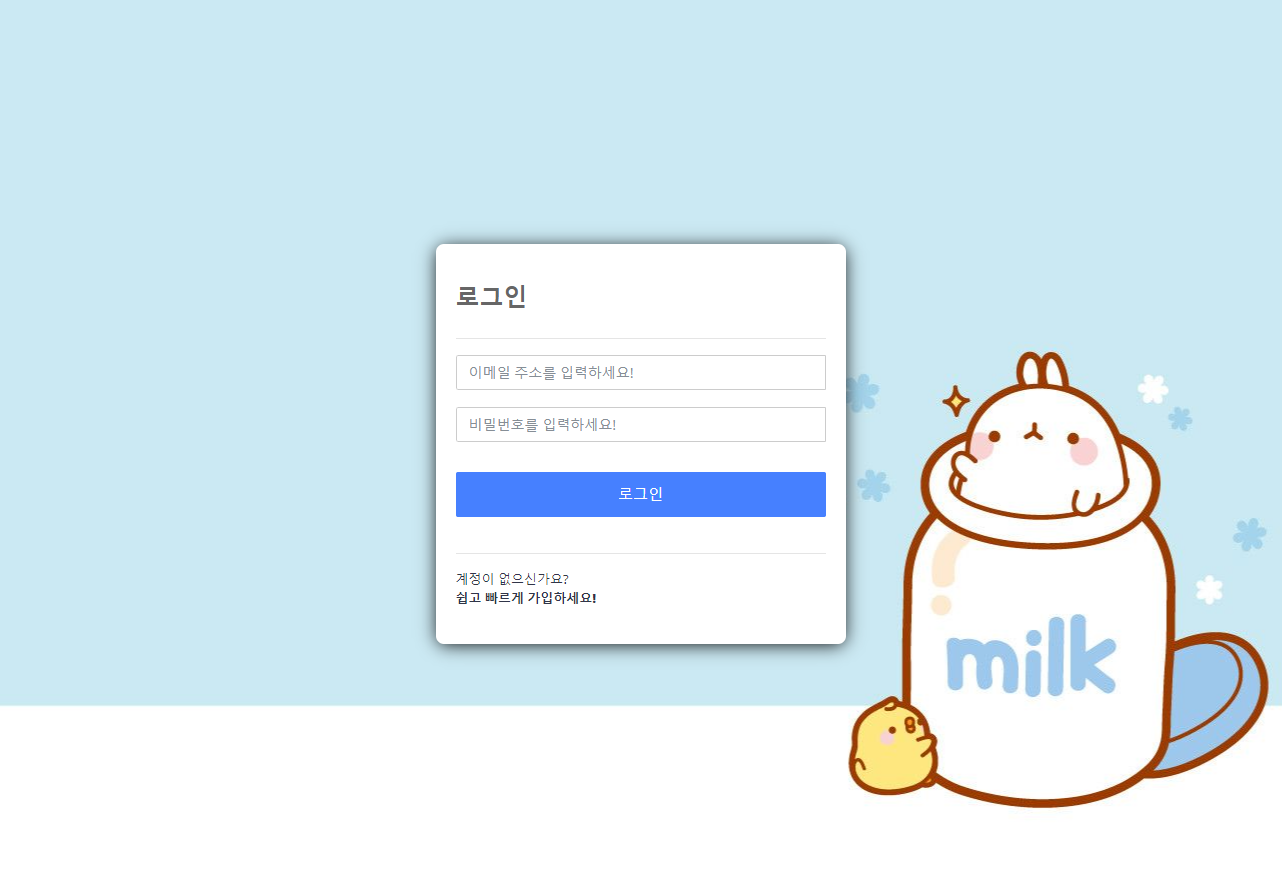 로그인
이메일 주소를 입력하세요!
비밀번호를 입력하세요!
로그인
계정이 없으신가요?
쉽고 빠르게 가입하세요!
milk